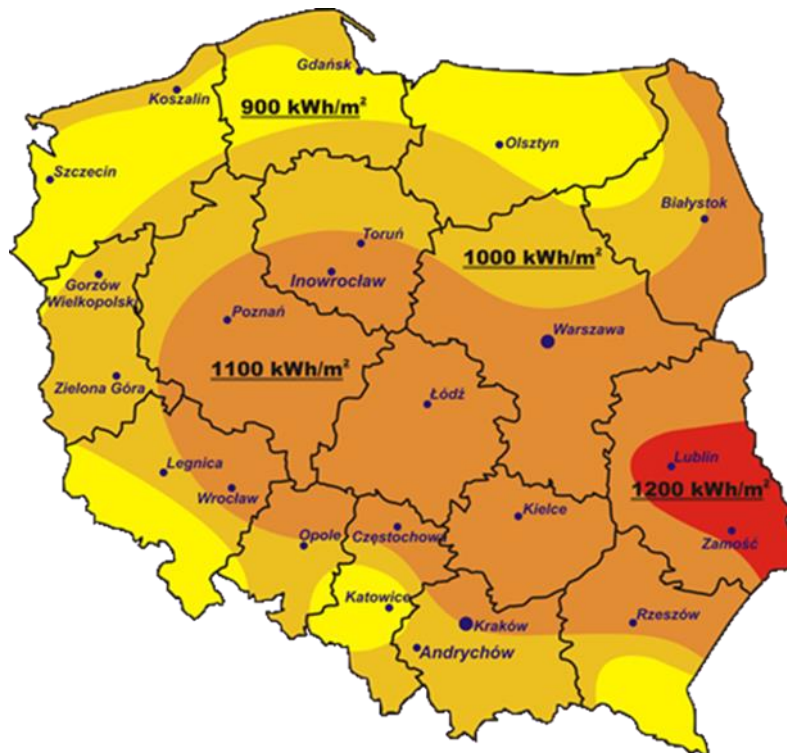 Gdańsk
Koszalin
900 kWh/m²
Olsztyn
Szczecin
Białystok
Toruń
1000 kWh/m²
Inowrocław
Gorzów
Wielkopolski
Poznań
Warszawa
1100 kWh/m²
Zielona Góra
Łódź
Legnica
Lublin
Wrocław
1200 kWh/m²
Kielce
Opole
Częstochowa
Zamość
Katowice
Rzeszów
Kraków
Andrychów